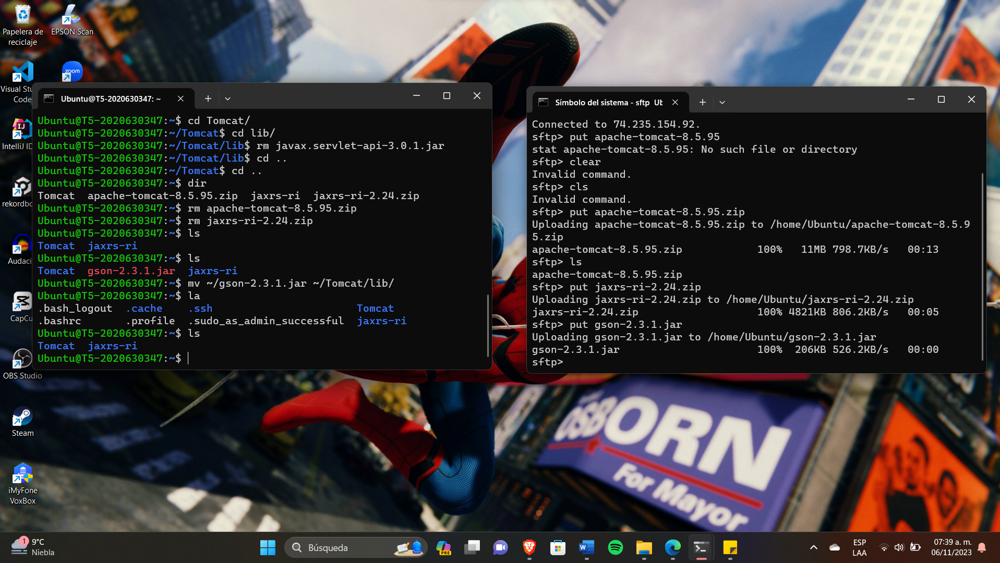 Papelera de
reciclaje
EPSON Scan
zoom
Visual Stu
Code
IntelliJ ID
rekordbo
Audaci
CapCu
OBS Studio
Steam
iMyFone
VoxBox
Ubuntu@T5-2020630347: ~
Ubuntu@T5-2020630347:~$ cd Tomcat/
Ubuntu@T5-2020630347:~/Tomcat$ cd lib/
Ubuntu@T5-2020630347:~/Tomcat/lib$ rm javax.servlet-api-3.0.1.jar
Ubuntu@T5-2020630347:~/Tomcat/lib$ cd ..
Ubuntu@T5-2020630347:~/Tomcat$ cd ..
Ubuntu@T5-2020630347:~$ dir
Tomcat  apache-tomcat-8.5.95.zip  jaxrs-ri  jaxrs-ri-2.24.zip
Ubuntu@T5-2020630347:~$ rm apache-tomcat-8.5.95.zip
Ubuntu@T5-2020630347:~$ rm jaxrs-ri-2.24.zip
Ubuntu@T5-2020630347:~$ ls
Tomcat  jaxrs-ri
Ubuntu@T5-2020630347:~$ ls
Tomcat  gson-2.3.1.jar  jaxrs-ri
Ubuntu@T5-2020630347:~$ mv ~/gson-2.3.1.jar ~/Tomcat/lib/
Ubuntu@T5-2020630347:~$ la
.bash_logout  .cache    .ssh                       Tomcat
.bashrc       .profile  .sudo_as_admin_successful  jaxrs-ri
Ubuntu@T5-2020630347:~$ ls
Tomcat  jaxrs-ri
Ubuntu@T5-2020630347:~$
Símbolo del sistema - sftp Ub
Connected to 74.235.154.92.
sftp> put apache-tomcat-8.5.95
stat apache-tomcat-8.5.95: No such file or directory
sftp> clear
Invalid command.
sftp> cls
Invalid command.
sftp> put apache-tomcat-8.5.95.zip
Uploading apache-tomcat-8.5.95.zip to /home/Ubuntu/apache-tomcat-8.5.9
5.zip
apache-tomcat-8.5.95.zip            100%   11MB 798.7KB/s   00:13
sftp> ls
apache-tomcat-8.5.95.zip
sftp> put jaxrs-ri-2.24.zip
Uploading jaxrs-ri-2.24.zip to /home/Ubuntu/jaxrs-ri-2.24.zip
jaxrs-ri-2.24.zip                   100% 4821KB 806.2KB/s   00:05
sftp> put gson-2.3.1.jar
Uploading gson-2.3.1.jar to /home/Ubuntu/gson-2.3.1.jar
gson-2.3.1.jar                      100%  206KB 526.2KB/s   00:00
sftp>
OSBORN
For Mayor
1
9°C
Niebla
Búsqueda
PRE
ESP
LAA
07:39 a. m.
06/11/2023